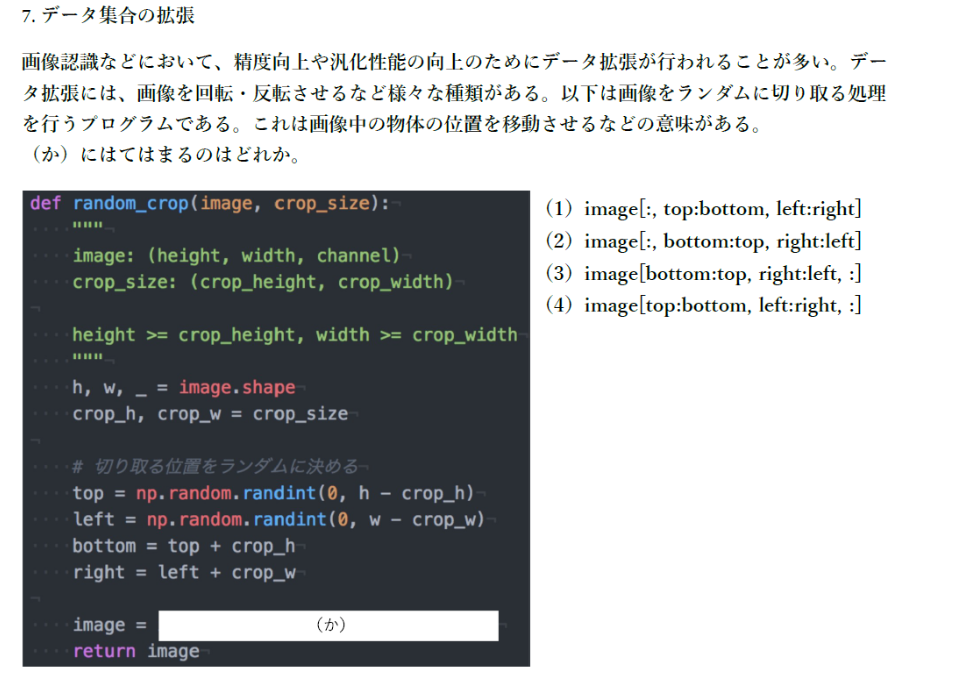 7. データ集合の拡張
画像認識などにおいて、精度向上や汎化性能の向上のためにデータ拡張が行われることが多い。デー
タ拡張には、画像を回転・反転させるなど様々な種類がある。以下は画像をランダムに切り取る処理
を行うプログラムである。これは画像中の物体の位置を移動させるなどの意味がある。
（か）にはてはまるのはどれか。
def random_crop(image, crop_size):
"""
image: (height, width, channel)
crop_size: (crop_height, crop_width)
height >= crop_height, width >= crop_width
"""
h, w, _ = image.shape
crop_h, crop_w = crop_size
# 切り取る位置をランダムに決める
top = np.random.randint(0, h - crop_h)
left = np.random.randint(0, w - crop_w)
bottom = top + crop_h
right = left + crop_w
image = （か）
return image
（1）image[:, top:bottom, left:right]
（2）image[:, bottom:top, right:left]
（3）image[bottom:top, right:left, :]
（4）image[top:bottom, left:right, :]